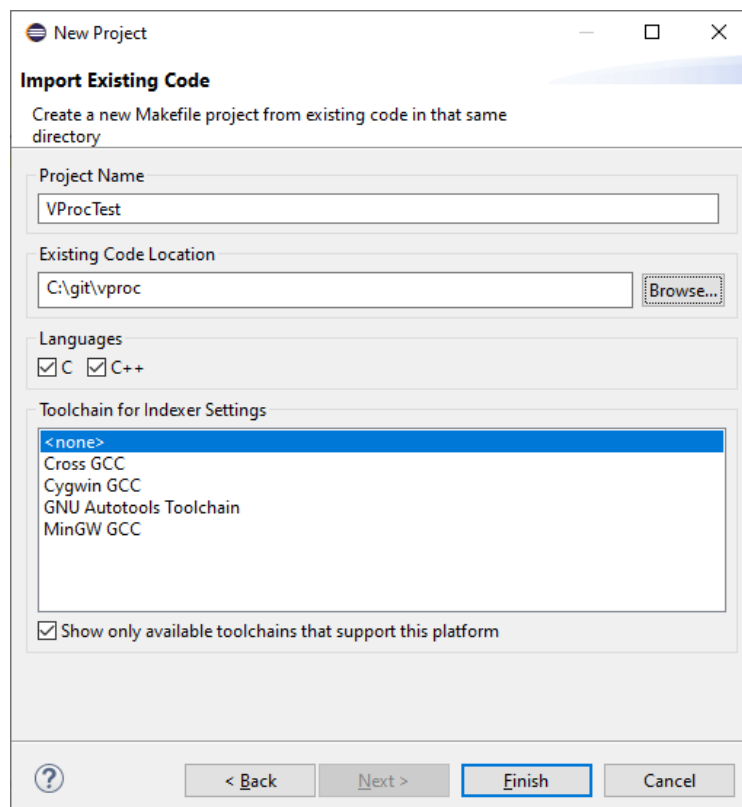 New Project
Import Existing Code
Create a new Makefile project from existing code in that same
directory
Project Name
VProcTest
Existing Code Location
C:\git\vproc
Browse...
Languages
C C++
Toolchain for Indexer Settings
<none>
Cross GCC
Cygwin GCC
GNU Autotools Toolchain
MinGW GCC
Show only available toolchains that support this platform
? < Back Next > Finish Cancel